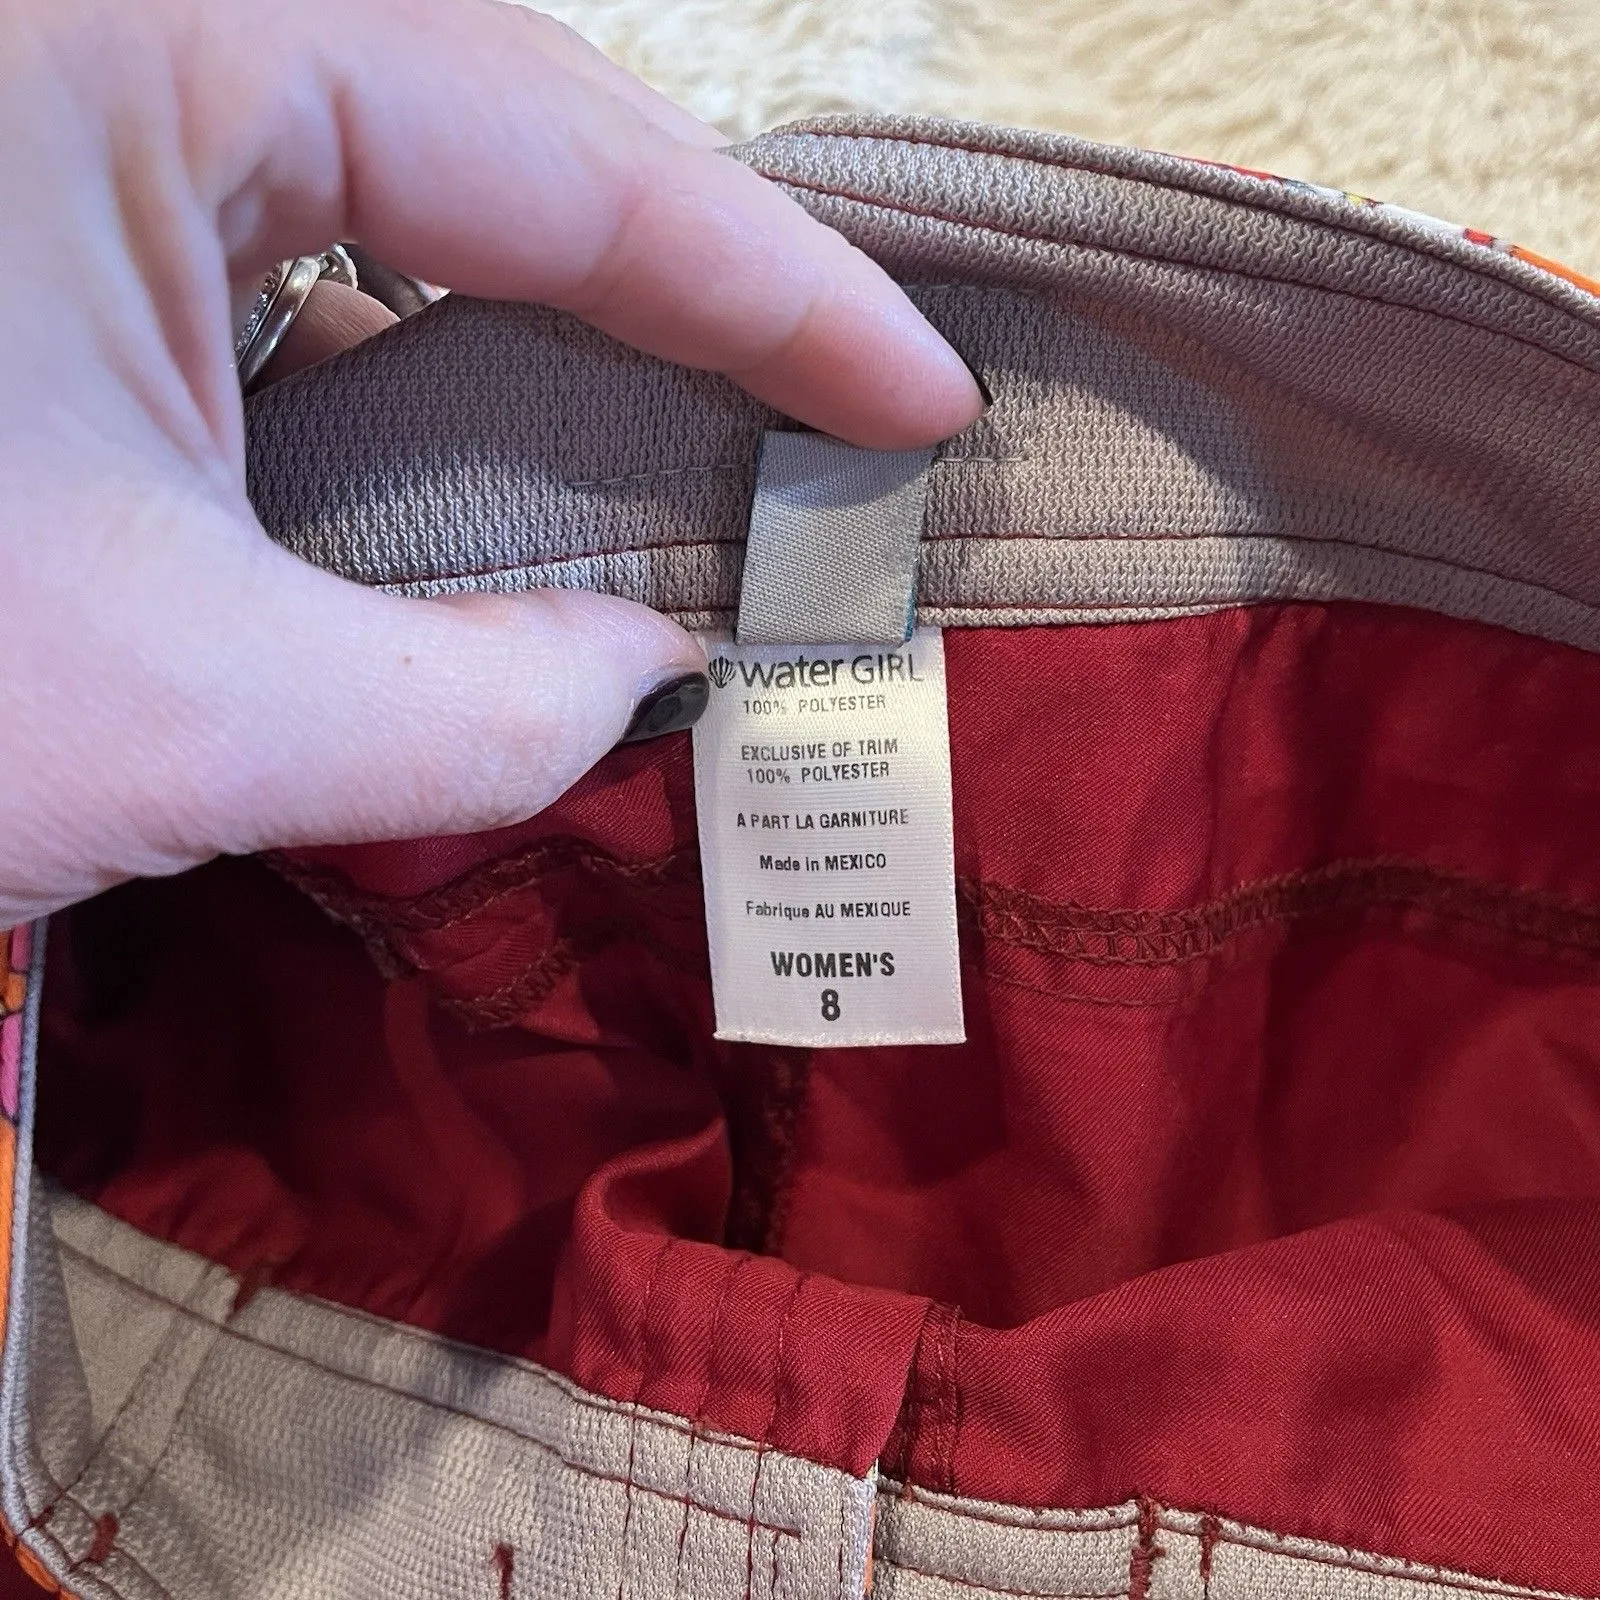 Water GIRL
100% POLYESTER
EXCLUSIVE OF TRIM
100% POLYESTER
A PART LA GARNITURE
Made in MEXICO
Fabrique AU MEXIQUE
WOMEN'S
8